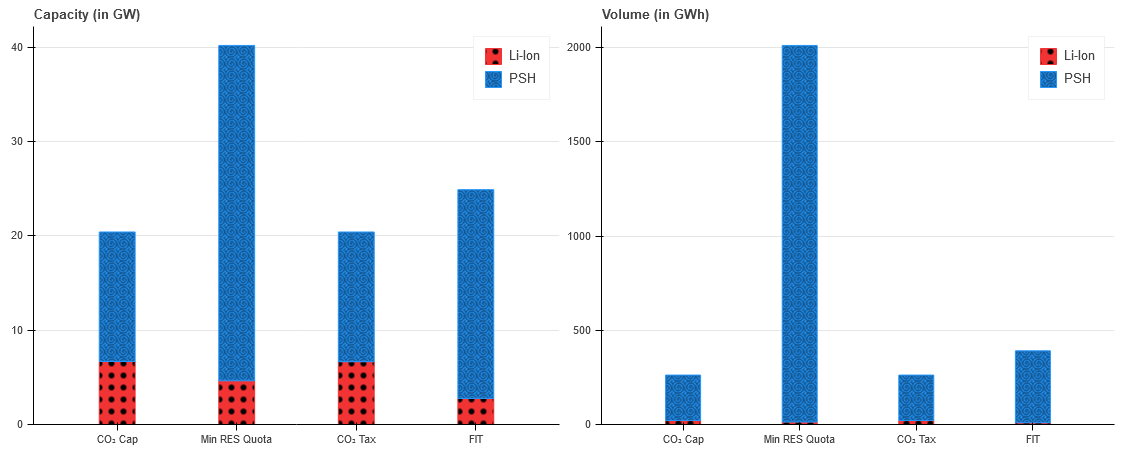 Capacity (in GW)
Li-Ion
PSH
40
30
20
10
0
CO₂ Cap
Min RES Quota
CO₂ Tax
FIT
Volume (in GWh)
Li-Ion
PSH
2000
1500
1000
500
0
CO₂ Cap
Min RES Quota
CO₂ Tax
FIT